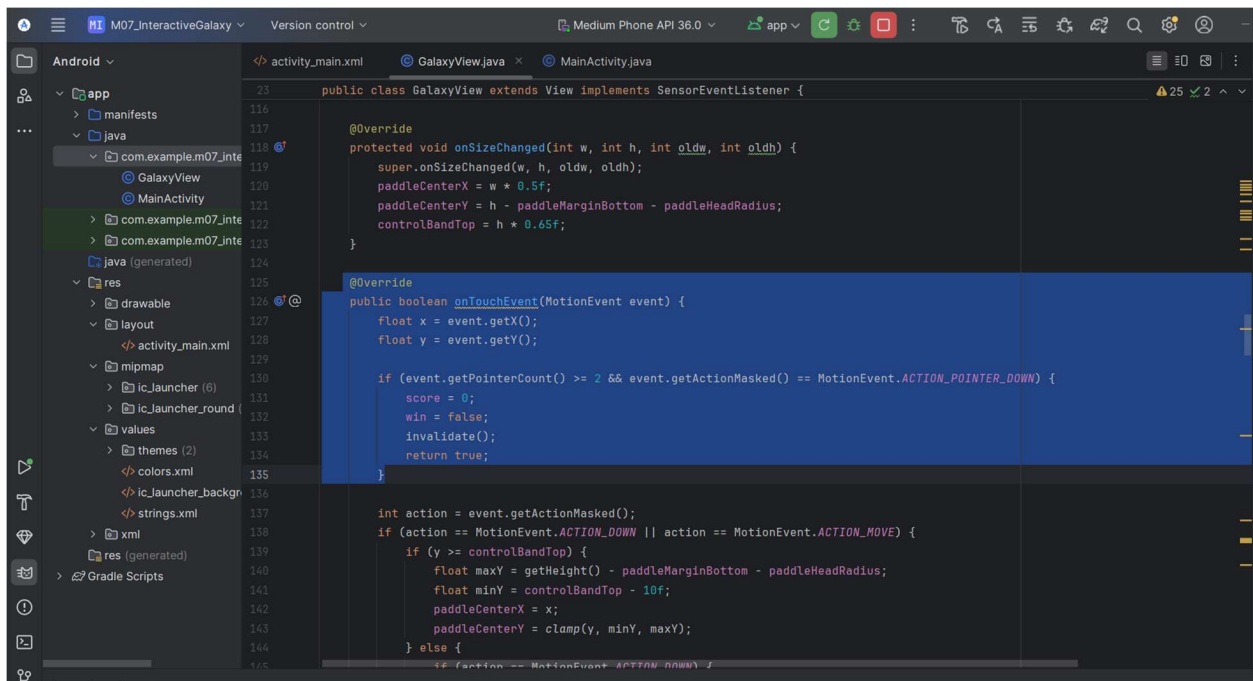 MI M07_InteractiveGalaxy Version control Medium Phone API 36.0 app
Android
activity_main.xml GalaxyView.java MainActivity.java
app
manifests
java
com.example.m07_inte
GalaxyView
MainActivity
com.example.m07_inte
com.example.m07_inte
java (generated)
res
drawable
layout
activity_main.xml
mipmap
ic_launcher (6)
ic_launcher_round (
values
themes (2)
colors.xml
ic_launcher_backgr
strings.xml
xml
res (generated)
Gradle Scripts
23 public class GalaxyView extends View implements SensorEventListener { 25 2
116
117 @Override
118 protected void onSizeChanged(int w, int h, int oldw, int oldh) {
119 super.onSizeChanged(w, h, oldw, oldh);
120 paddleCenterX = w * 0.5f;
121 paddleCenterY = h - paddleMarginBottom - paddleHeadRadius;
122 controlBandTop = h * 0.65f;
123 }
124
125 @Override
126 @ public boolean onTouchEvent(MotionEvent event) {
127 float x = event.getX();
128 float y = event.getY();
129
130 if (event.getPointerCount() >= 2 && event.getActionMasked() == MotionEvent.ACTION_POINTER_DOWN) {
131 score = 0;
132 win = false;
133 invalidate();
134 return true;
135 }
136
137 int action = event.getActionMasked();
138 if (action == MotionEvent.ACTION_DOWN || action == MotionEvent.ACTION_MOVE) {
139 if (y >= controlBandTop) {
140 float maxY = getHeight() - paddleMarginBottom - paddleHeadRadius;
141 float minY = controlBandTop - 10f;
142 paddleCenterX = x;
143 paddleCenterY = clamp(y, minY, maxY);
144 } else {
145 if (action == MotionEvent.ACTION_DOWN) {